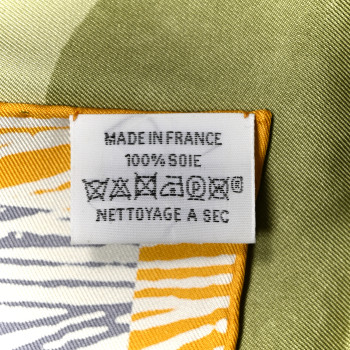 MADE IN FRANCE
100% SOIE
NETTOYAGE A SEC